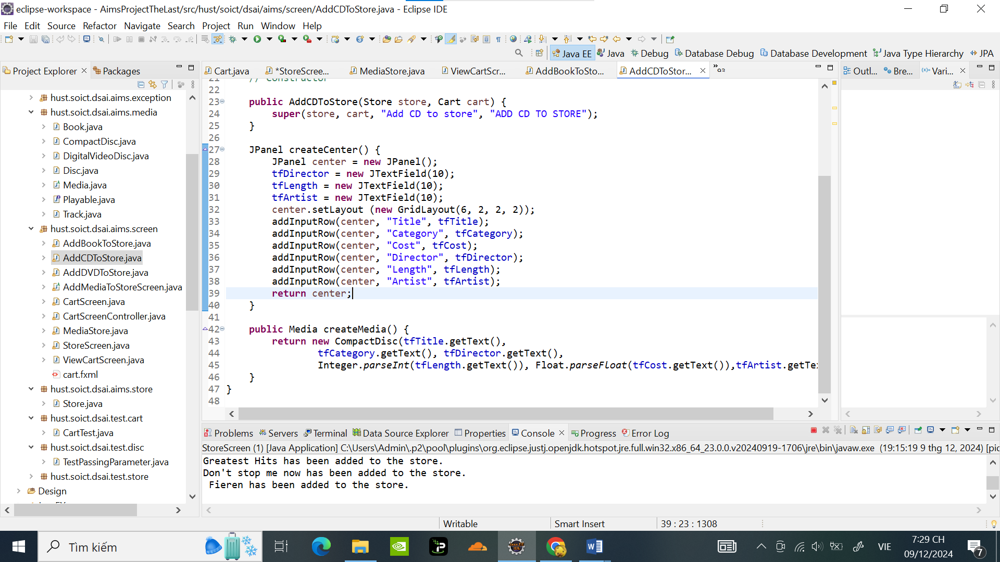 eclipse-workspace - AimsProjectTheLast/src/hust/soict/dsai/aims/screen/AddCDToStore.java - Eclipse IDE
File Edit Source Refactor Navigate Search Project Run Window Help
Java EE Java Debug Database Debug Database Development Java Type Hierarchy JPA
Project Explorer Packages
Cart.java *StoreScree... MediaStore.java ViewCartScr... AddBookToSto... AddCDToStor...
Outl... Bre... Vari...
hust.soict.dsai.aims.exception
hust.soict.dsai.aims.media
Book.java
CompactDisc.java
DigitalVideoDisc.java
Disc.java
Media.java
Playable.java
Track.java
hust.soict.dsai.aims.screen
AddBookToStore.java
AddCDToStore.java
AddDVDToStore.java
AddMediaToStoreScreen.java
CartScreen.java
CartScreenController.java
MediaStore.java
StoreScreen.java
ViewCartScreen.java
cart.fxml
hust.soict.dsai.aims.store
Store.java
hust.soict.dsai.test.cart
CartTest.java
hust.soict.dsai.test.disc
TestPassingParameter.java
hust.soict.dsai.test.store
Design
21 // Constructor
22
23 public AddCDToStore(Store store, Cart cart) {
24 super(store, cart, "Add CD to store", "ADD CD TO STORE");
25 }
26
27 JPanel createCenter() {
28 JPanel center = new JPanel();
29 tfDirector = new JTextField(10);
30 tfLength = new JTextField(10);
31 tfArtist = new JTextField(10);
32 center.setLayout (new GridLayout(6, 2, 2, 2));
33 addInputRow(center, "Title", tfTitle);
34 addInputRow(center, "Category", tfCategory);
35 addInputRow(center, "Cost", tfCost);
36 addInputRow(center, "Director", tfDirector);
37 addInputRow(center, "Length", tfLength);
38 addInputRow(center, "Artist", tfArtist);
39 return center;
40 }
41
42 public Media createMedia() {
43 return new CompactDisc(tfTitle.getText(),
44 tfCategory.getText(), tfDirector.getText(),
45 Integer.parseInt(tfLength.getText()), Float.parseFloat(tfCost.getText()),tfArtist.getTe
46 }
47 }
48
Problems Servers Terminal Data Source Explorer Properties Console Progress Error Log
StoreScreen (1) [Java Application] C:\Users\Admin\.p2\pool\plugins\org.eclipse.justj.openjdk.hotspot.jre.full.win32.x86_64_23.0.0.v20240919-1706\jre\bin\javaw.exe (19:15:19 9 thg 12, 2024) [pic
Greatest Hits has been added to the store.
Don't stop me now has been added to the store.
Fieren has been added to the store.
Writable Smart Insert 39 : 23 : 1308
Tìm kiếm
VIE
7:29 CH
09/12/2024
7